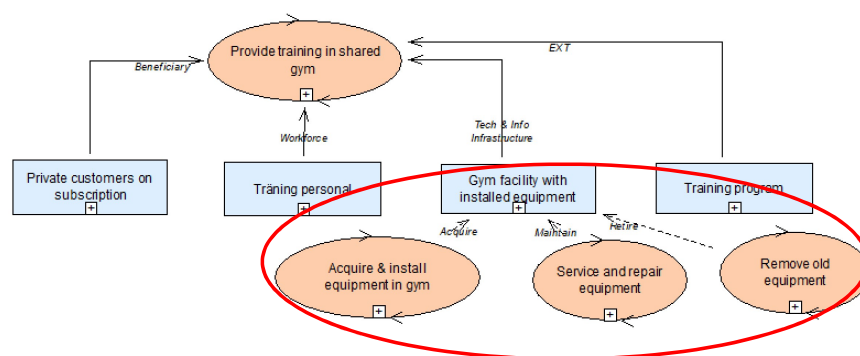 Provide training in shared
gym
Beneficiary
EXT
Workforce
Tech & Info
Infrastructure
Private customers on
subscription
Träning personal
Gym facility with
installed equipment
Training program
Acquire
Maintain
Retire
Acquire & install
equipment in gym
Service and repair
equipment
Remove old
equipment